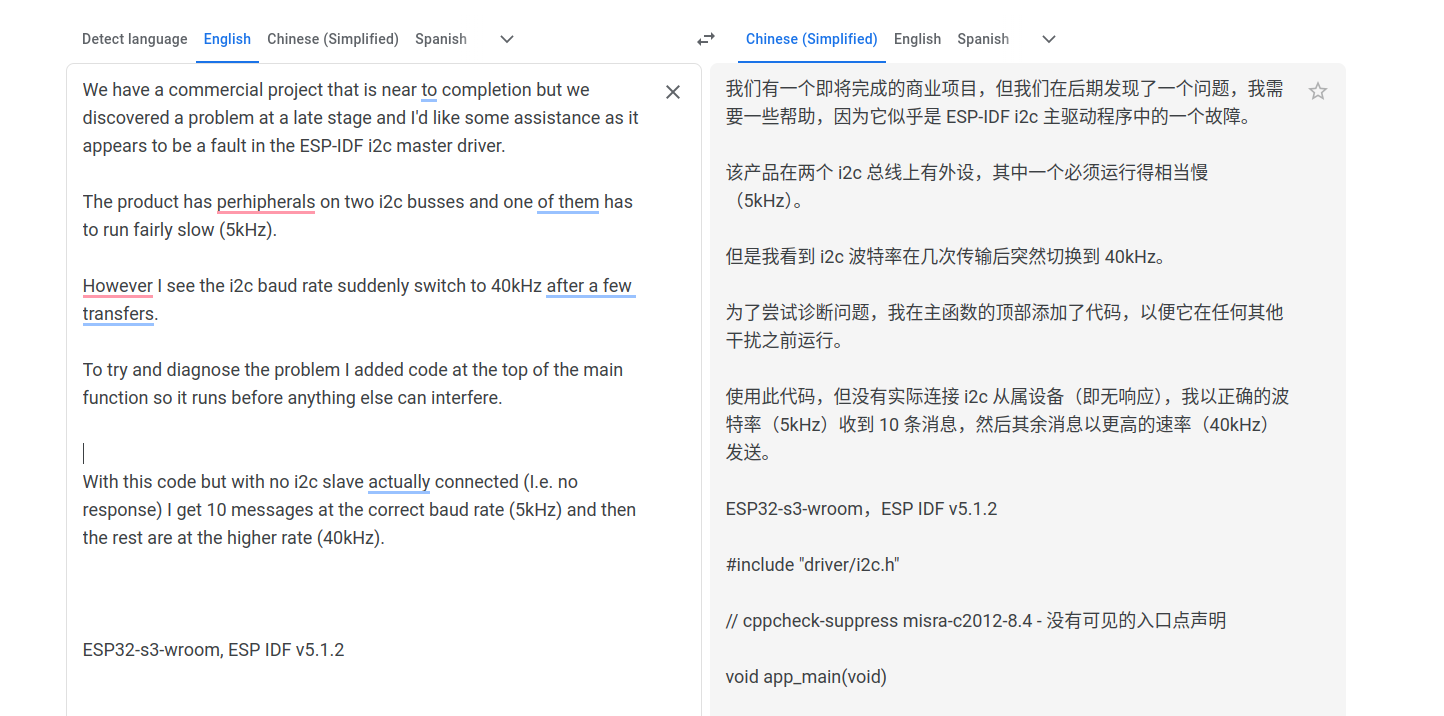 Detect language English Chinese (Simplified) Spanish
Chinese (Simplified) English Spanish
We have a commercial project that is near to completion but we
discovered a problem at a late stage and I'd like some assistance as it
appears to be a fault in the ESP-IDF i2c master driver.
The product has perhipherals on two i2c busses and one of them has
to run fairly slow (5kHz).
However I see the i2c baud rate suddenly switch to 40kHz after a few
transfers.
To try and diagnose the problem I added code at the top of the main
function so it runs before anything else can interfere.
With this code but with no i2c slave actually connected (I.e. no
response) I get 10 messages at the correct baud rate (5kHz) and then
the rest are at the higher rate (40kHz).
ESP32-s3-wroom, ESP IDF v5.1.2
我们有一个即将完成的商业项目，但我们在后期发现了一个问题，我需
要一些帮助，因为它似乎是 ESP-IDF i2c 主驱动程序中的一个故障。
该产品在两个 i2c 总线上有外设，其中一个必须运行得相当慢
（5kHz）。
但是我看到 i2c 波特率在几次传输后突然切换到 40kHz。
为了尝试诊断问题，我在主函数的顶部添加了代码，以便它在任何其他
干扰之前运行。
使用此代码，但没有实际连接 i2c 从属设备（即无响应），我以正确的波
特率（5kHz）收到 10 条消息，然后其余消息以更高的速率（40kHz）
发送。
ESP32-s3-wroom，ESP IDF v5.1.2
#include "driver/i2c.h"
// cppcheck-suppress misra-c2012-8.4 - 没有可见的入口点声明
void app_main(void)